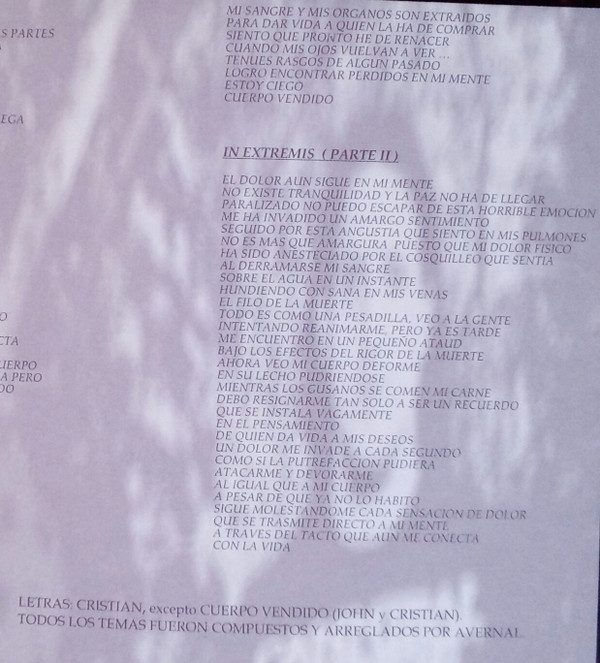 S PARTES
EGA
O
CTA
UERPO
A PERO
DO
MI SANGRE Y MIS ORGANOS SON EXTRAIDOS
PARA DAR VIDA A QUIEN LA HA DE COMPRAR
SIENTO QUE PRONTO HE DE RENACER
CUANDO MIS OJOS VUELVAN A VER ...
TENUES RASGOS DE ALGUN PASADO
LOGRO ENCONTRAR PERDIDOS EN MI MENTE
ESTOY CIEGO
CUERPO VENDIDO
IN EXTREMIS ( PARTE II )
EL DOLOR AUN SIGUE EN MI MENTE
NO EXISTE TRANQUILIDAD Y LA PAZ NO HA DE LLEGAR
PARALIZADO NO PUEDO ESCAPAR DE ESTA HORRIBLE EMOCION
ME HA INVADIDO UN AMARGO SENTIMIENTO
SEGUIDO POR ESTA ANGUSTIA QUE SIENTO EN MIS PULMONES
NO ES MAS QUE AMARGURA PUESTO QUE MI DOLOR FISICO
HA SIDO ANESTECIADO POR EL COSQUILLEO QUE SENTIA
AL DERRAMARSE MI SANGRE
SOBRE EL AGUA EN UN INSTANTE
HUNDIENDO CON SANA EN MIS VENAS
EL FILO DE LA MUERTE
TODO ES COMO UNA PESADILLA, VEO A LA GENTE
INTENTANDO REANIMARME, PERO YA ES TARDE
ME ENCUENTRO EN UN PEQUEÑO ATAUD
BAJO LOS EFECTOS DEL RIGOR DE LA MUERTE
AHORA VEO MI CUERPO DEFORME
EN SU LECHO PUDRIENDOSE
MIENTRAS LOS GUSANOS SE COMEN MI CARNE
DEBO RESIGNARME TAN SOLO A SER UN RECUERDO
QUE SE INSTALA VAGAMENTE
EN EL PENSAMIENTO
DE QUIEN DA VIDA A MIS DESEOS
UN DOLOR ME INVADE A CADA SEGUNDO
COMO SI LA PUTREFACCION PUDIERA
ATACARME Y DEVORARME
AL IGUAL QUE A MI CUERPO
A PESAR DE QUE YA NO LO HABITO
SIGUE MOLESTANDOME CADA SENSACION DE DOLOR
QUE SE TRASMITE DIRECTO A MI MENTE
A TRAVES DEL TACTO QUE AUN ME CONECTA
CON LA VIDA
LETRAS: CRISTIAN, excepto CUERPO VENDIDO (JOHN y CRISTIAN).
TODOS LOS TEMAS FUERON COMPUESTOS Y ARREGLADOS POR AVERNAL